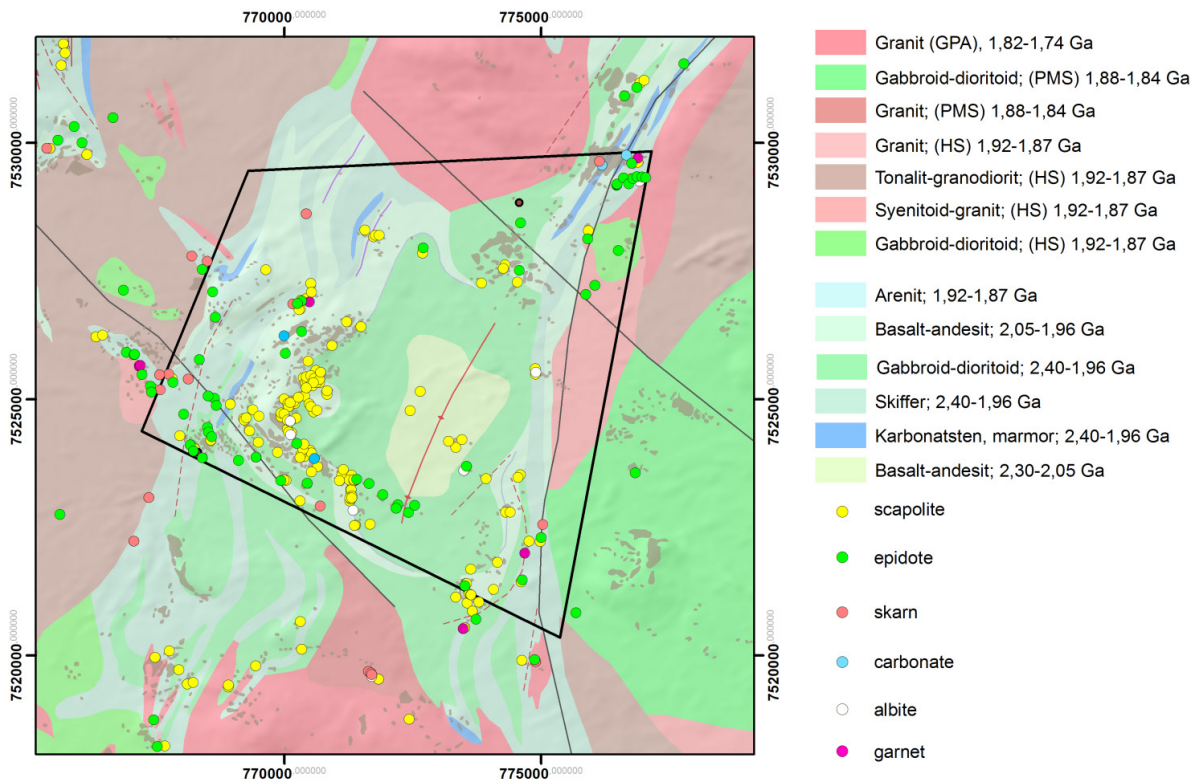 770000
775000
Granit (GPA), 1,82-1,74 Ga
Gabbroid-dioritoid; (PMS) 1,88-1,84 Ga
Granit; (PMS) 1,88-1,84 Ga
Granit; (HS) 1,92-1,87 Ga
Tonalit-granodiorit; (HS) 1,92-1,87 Ga
Syenitoid-granit; (HS) 1,92-1,87 Ga
Gabbroid-dioritoid; (HS) 1,92-1,87 Ga
Arenit; 1,92-1,87 Ga
Basalt-andesit; 2,05-1,96 Ga
Gabbroid-dioritoid; 2,40-1,96 Ga
Skiffer; 2,40-1,96 Ga
Karbonatsten, marmor; 2,40-1,96 Ga
Basalt-andesit; 2,30-2,05 Ga
scapolite
epidote
skarn
carbonate
albite
garnet
7530000,000000
7530000,000000
7525000,000000
7525000,000000
7520000,000000
7520000,000000
770000,000000
775000,000000